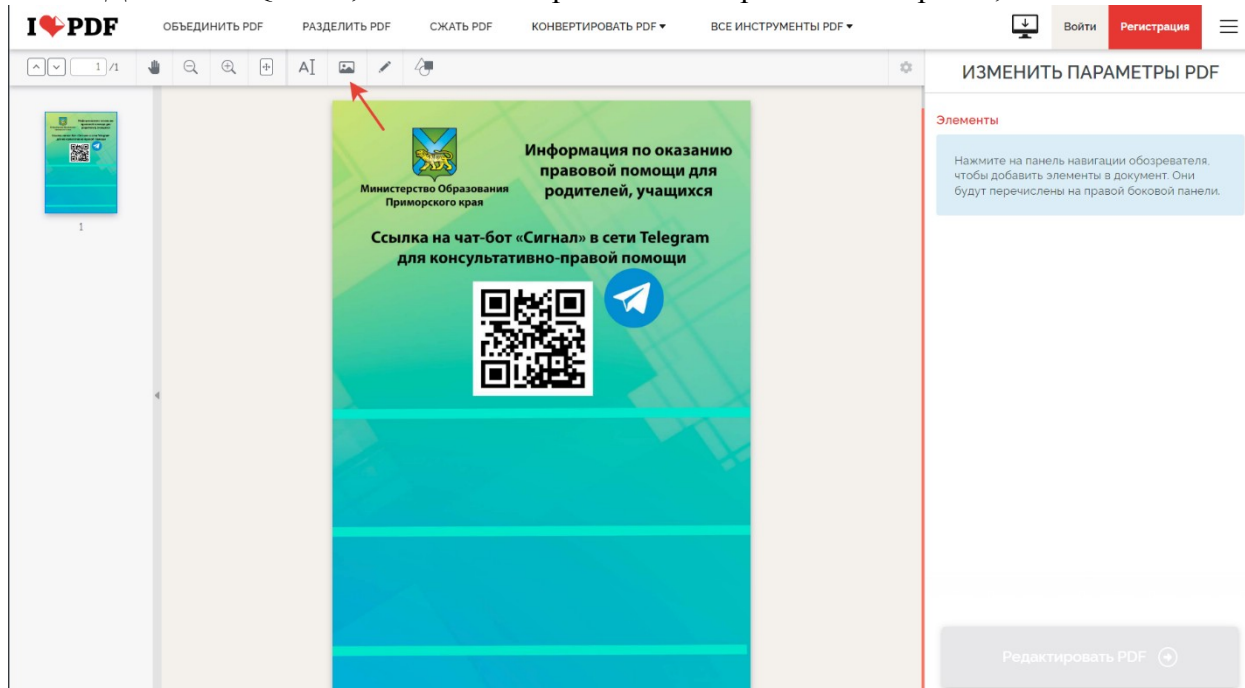 I PDF
ОБЪЕДИНИТЬ PDF
РАЗДЕЛИТЬ PDF
СЖАТЬ PDF
КОНВЕРТИРОВАТЬ PDF
ВСЕ ИНСТРУМЕНТЫ PDF
Войти
Регистрация
1 /1
A
ИЗМЕНИТЬ ПАРАМЕТРЫ PDF
1
Министерство Образования
Приморского края
Информация по оказанию
правовой помощи для
родителей, учащихся
Ссылка на чат-бот «Сигнал» в сети Telegram
для консультативно-правовой помощи
Элементы
Нажмите на панель навигации обозревателя,
чтобы добавить элементы в документ. Они
будут перечислены на правой боковой панели.
Редактировать PDF